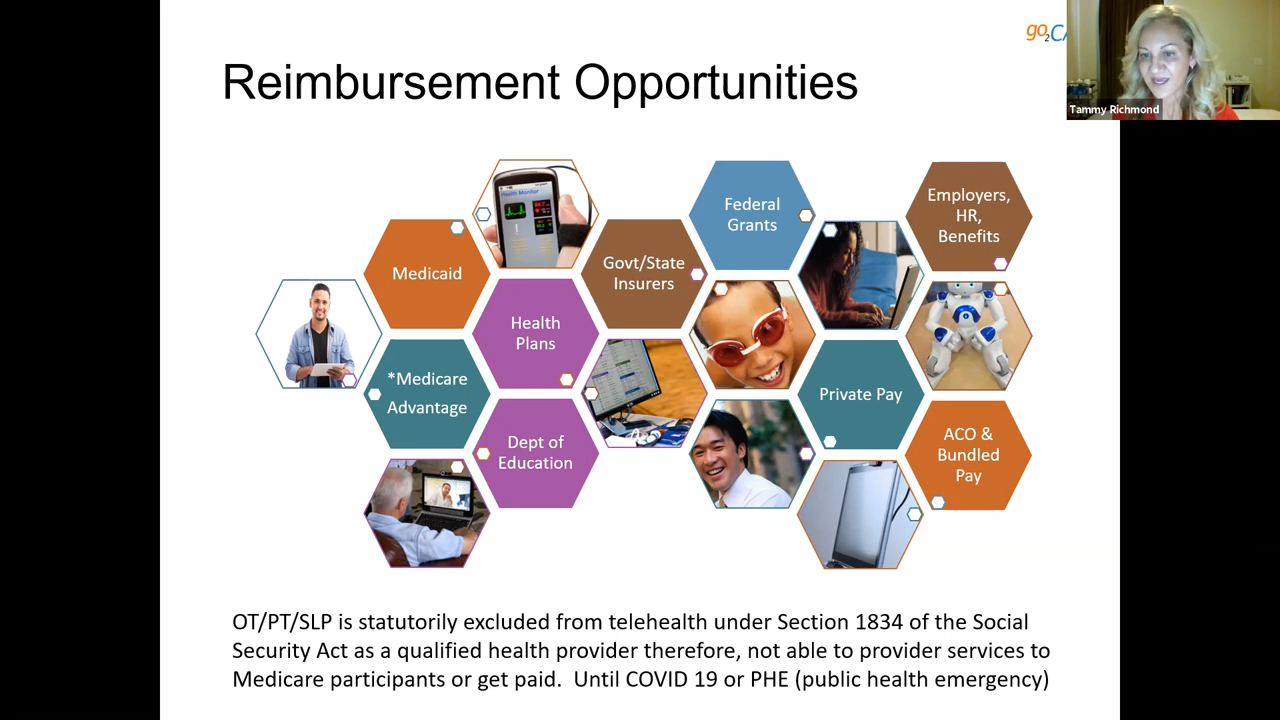 go2CA
Tammy Richmond
Reimbursement Opportunities
Health Monitor
Federal
Grants
Employers,
HR,
Benefits
Medicaid
Govt/State
Insurers
Health
Plans
*Medicare
Advantage
Private Pay
Dept of
Education
ACO &
Bundled
Pay
OT/PT/SLP is statutorily excluded from telehealth under Section 1834 of the Social
Security Act as a qualified health provider therefore, not able to provider services to
Medicare participants or get paid.  Until COVID 19 or PHE (public health emergency)